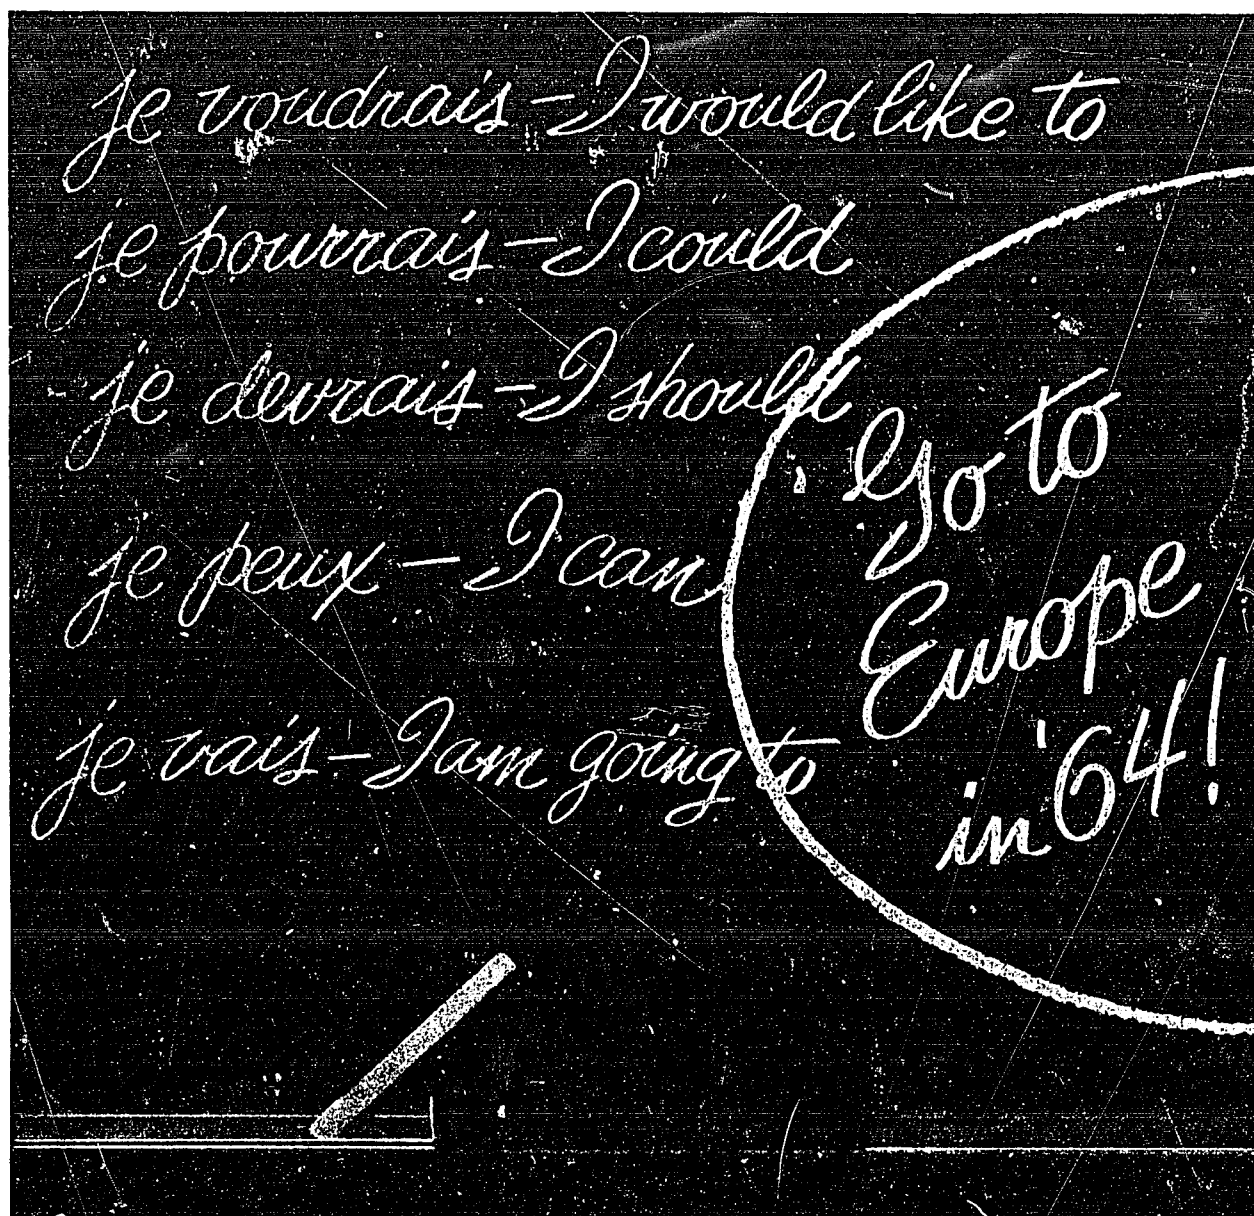 je voudrais – I would like to
je pourrais – I could
je devrais – I should
je peux – I can
je vais – I am going to
Go to
Europe
in '64!